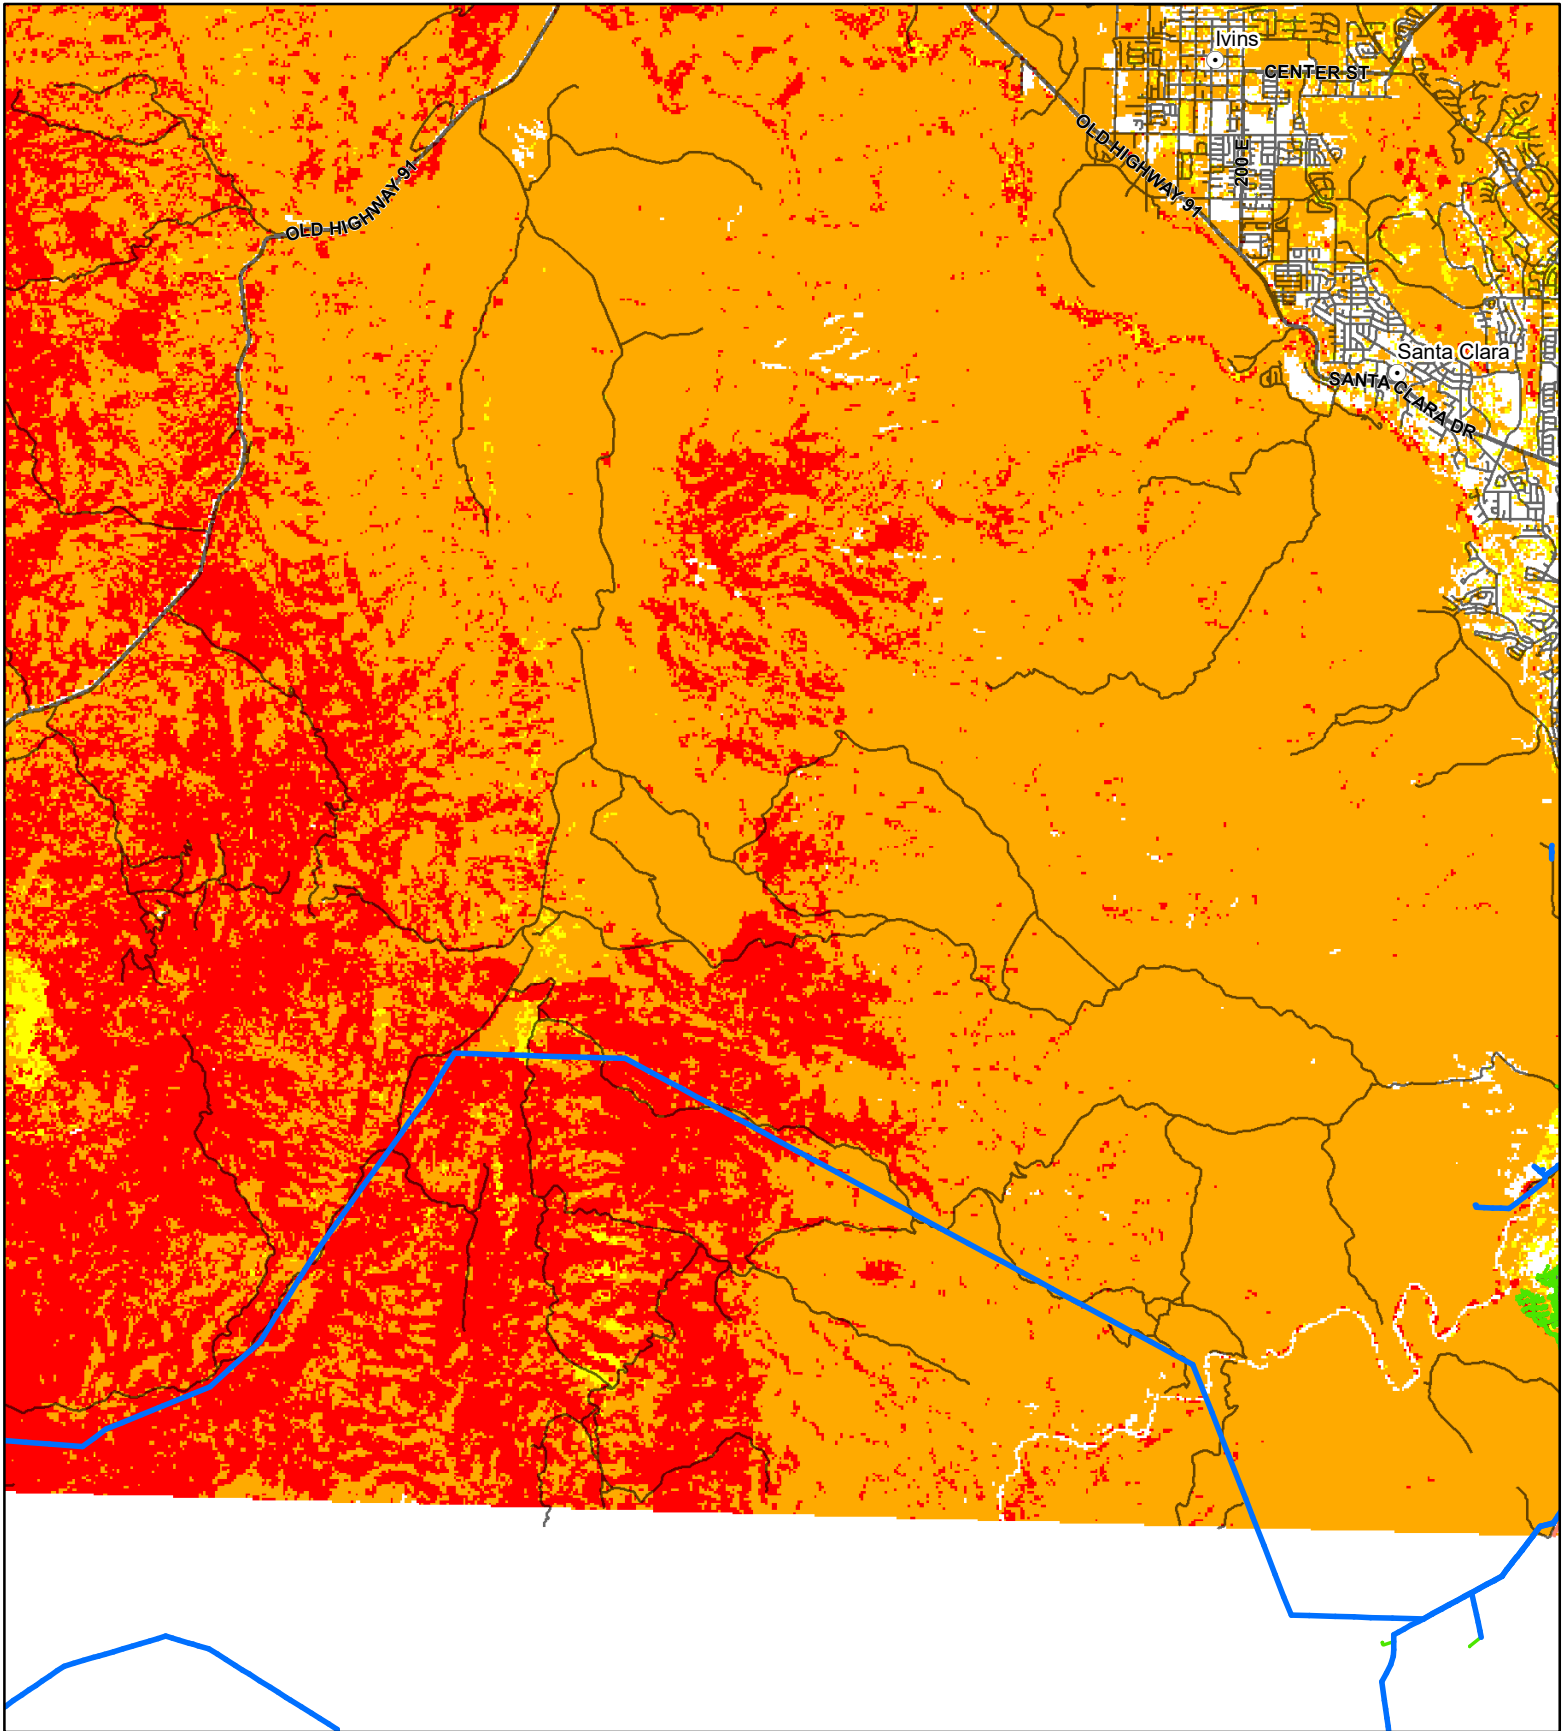 Ivins
CENTER ST
OLD HIGHWAY 91
200 E
OLD HIGHWAY 91
Santa Clara
SANTA CLARA DR